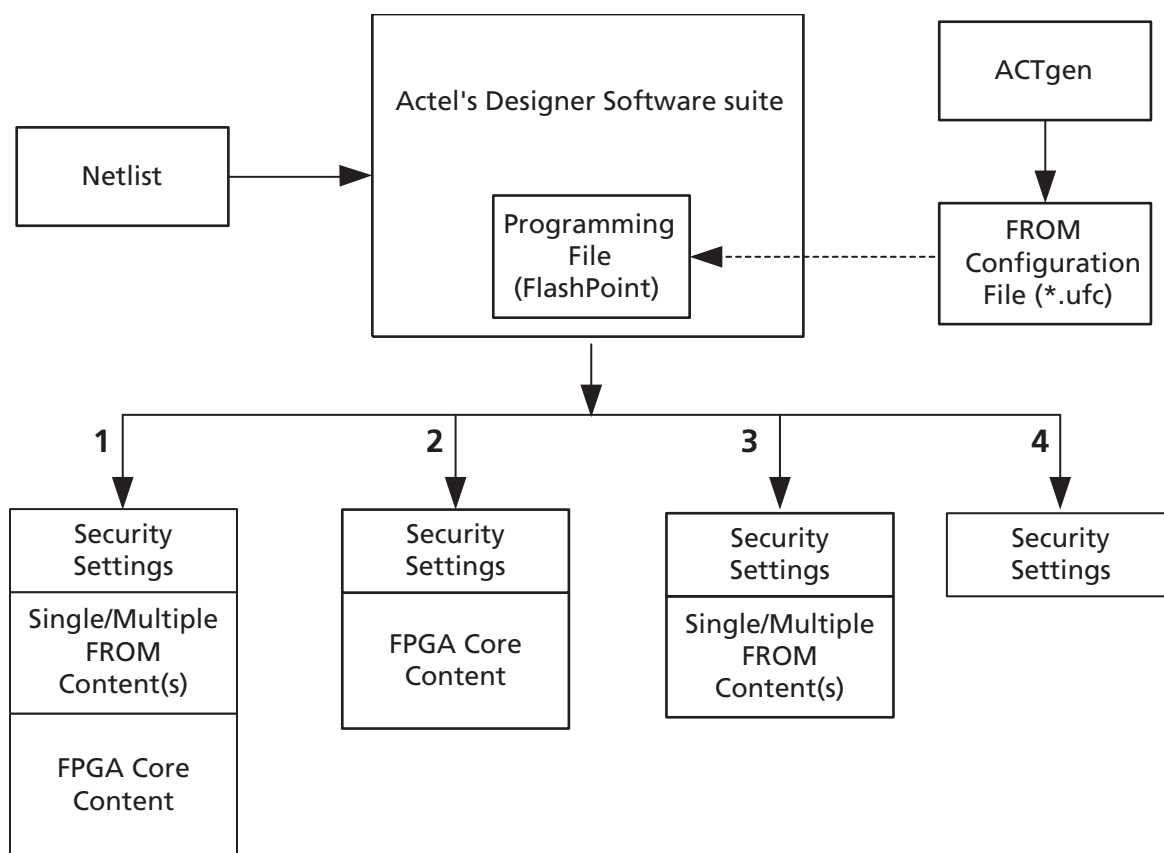 Actel's Designer Software suite
ACTgen
Netlist
Programming
File
(FlashPoint)
FROM
Configuration
File (*.ufc)
1
2
3
4
Security
Settings
Single/Multiple
FROM
Content(s)
FPGA Core
Content
Security
Settings
FPGA Core
Content
Security
Settings
Single/Multiple
FROM
Content(s)
Security
Settings